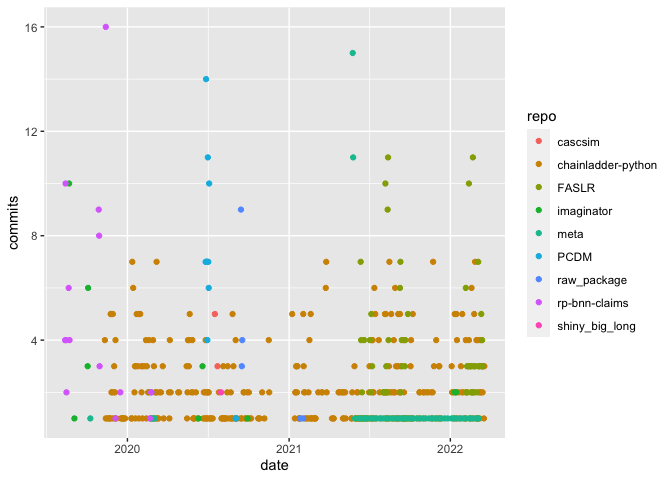 16
12
8
4
commits
2020
2021
2022
date
repo
cascsim
chainladder-python
FASLR
imaginator
meta
PCDM
raw_package
rp-bnn-claims
shiny_big_long